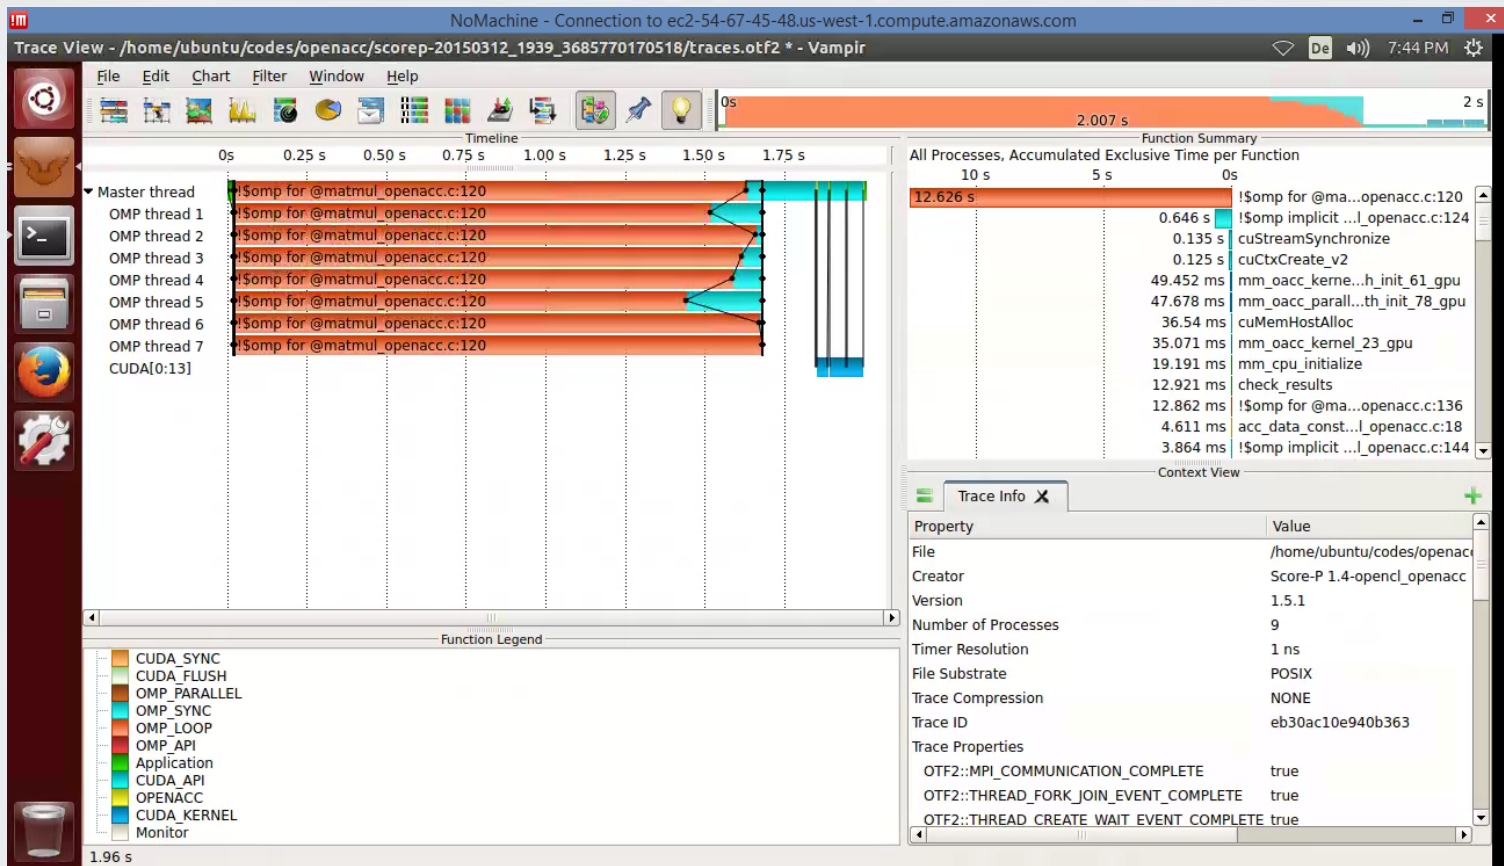 NoMachine - Connection to ec2-54-67-45-48.us-west-1.compute.amazonaws.com
Trace View - /home/ubuntu/codes/openacc/scorep-20150312_1939_3685770170518/traces.otf2 * - Vampir
De
7:44 PM
File Edit Chart Filter Window Help
0s
2 s
2.007 s
Timeline
0s 0.25 s 0.50 s 0.75 s 1.00 s 1.25 s 1.50 s 1.75 s
Master thread !$omp for @matmul_openacc.c:120
OMP thread 1 !$omp for @matmul_openacc.c:120
OMP thread 2 !$omp for @matmul_openacc.c:120
OMP thread 3 !$omp for @matmul_openacc.c:120
OMP thread 4 !$omp for @matmul_openacc.c:120
OMP thread 5 !$omp for @matmul_openacc.c:120
OMP thread 6 !$omp for @matmul_openacc.c:120
OMP thread 7 !$omp for @matmul_openacc.c:120
CUDA[0:13]
Function Summary
All Processes, Accumulated Exclusive Time per Function
10 s 5 s 0s
12.626 s !$omp for @ma...openacc.c:120
0.646 s !$omp implicit ...l_openacc.c:124
0.135 s cuStreamSynchronize
0.125 s cuCtxCreate_v2
49.452 ms mm_oacc_kerne...h_init_61_gpu
47.678 ms mm_oacc_parall...th_init_78_gpu
36.54 ms cuMemHostAlloc
35.071 ms mm_oacc_kernel_23_gpu
19.191 ms mm_cpu_initialize
12.921 ms check_results
12.862 ms !$omp for @ma...openacc.c:136
4.611 ms acc_data_const...l_openacc.c:18
3.864 ms !$omp implicit ...l_openacc.c:144
Context View
Trace Info
Property Value
File /home/ubuntu/codes/openac
Creator Score-P 1.4-opencl_openacc
Version 1.5.1
Number of Processes 9
Timer Resolution 1 ns
File Substrate POSIX
Trace Compression NONE
Trace ID eb30ac10e940b363
Trace Properties
OTF2::MPI_COMMUNICATION_COMPLETE true
OTF2::THREAD_FORK_JOIN_EVENT_COMPLETE true
OTF2::THREAD_CREATE_WAIT_EVENT_COMPLETE true
Function Legend
CUDA_SYNC
CUDA_FLUSH
OMP_PARALLEL
OMP_SYNC
OMP_LOOP
OMP_API
Application
CUDA_API
OPENACC
CUDA_KERNEL
Monitor
1.96 s